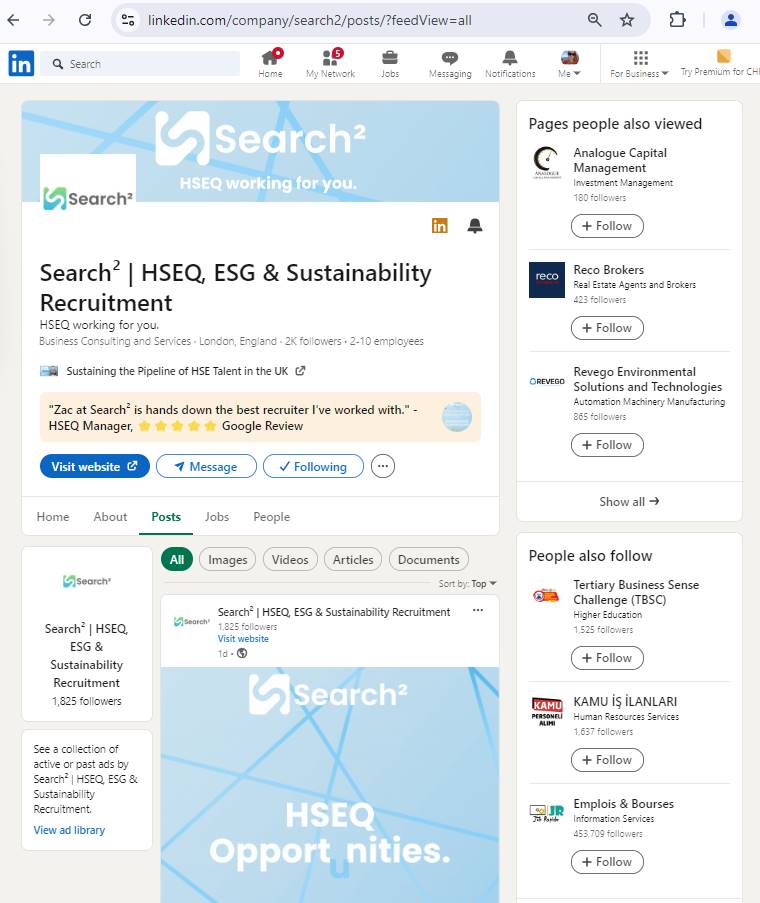 linkedin.com/company/search2/posts/?feedView=all
in
Search
Home
5
My Network
Jobs
Messaging
Notifications
Me
For Business
Try Premium for CHI
Search²
HSEQ working for you.
Search²
in
Search² | HSEQ, ESG & Sustainability
Recruitment
HSEQ working for you.
Business Consulting and Services · London, England · 2K followers · 2-10 employees
Sustaining the Pipeline of HSE Talent in the UK
"Zac at Search² is hands down the best recruiter I've worked with." -
HSEQ Manager, ⭐⭐⭐⭐⭐ Google Review
Visit website
Message
Following
Home
About
Posts
Jobs
People
Search²
Search² | HSEQ,
ESG &
Sustainability
Recruitment
1,825 followers
See a collection of
active or past ads by
Search² | HSEQ, ESG &
Sustainability
Recruitment.
View ad library
All
Images
Videos
Articles
Documents
Sort by: Top
Search²
Search² | HSEQ, ESG & Sustainability Recruitment
1,825 followers
Visit website
1d •
Search²
HSEQ
Opportunities.
Pages people also viewed
ANALOGUE
Analogue Capital
Management
Investment Management
180 followers
+ Follow
reco
Reco Brokers
Real Estate Agents and Brokers
423 followers
+ Follow
REVEGO
Revego Environmental
Solutions and Technologies
Automation Machinery Manufacturing
865 followers
+ Follow
Show all →
People also follow
Tertiary Business Sense
Challenge (TBSC)
Higher Education
1,525 followers
+ Follow
KAMU
PERSONELİ
ALIMI
KAMU İŞ İLANLARI
Human Resources Services
1,637 followers
+ Follow
JR
Job Rapido
Emplois & Bourses
Information Services
453,709 followers
+ Follow